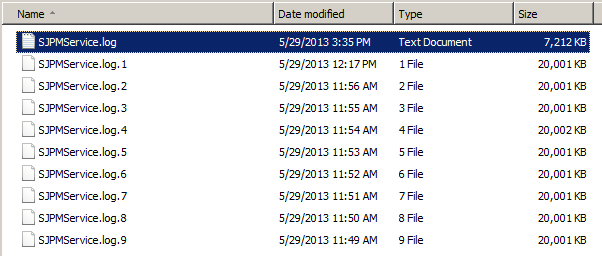 Name Date modified Type Size
SJPMService.log 5/29/2013 3:35 PM Text Document 7,212 KB
SJPMService.log.1 5/29/2013 12:17 PM 1 File 20,001 KB
SJPMService.log.2 5/29/2013 11:56 AM 2 File 20,001 KB
SJPMService.log.3 5/29/2013 11:55 AM 3 File 20,001 KB
SJPMService.log.4 5/29/2013 11:54 AM 4 File 20,002 KB
SJPMService.log.5 5/29/2013 11:53 AM 5 File 20,001 KB
SJPMService.log.6 5/29/2013 11:52 AM 6 File 20,001 KB
SJPMService.log.7 5/29/2013 11:51 AM 7 File 20,001 KB
SJPMService.log.8 5/29/2013 11:50 AM 8 File 20,001 KB
SJPMService.log.9 5/29/2013 11:49 AM 9 File 20,001 KB